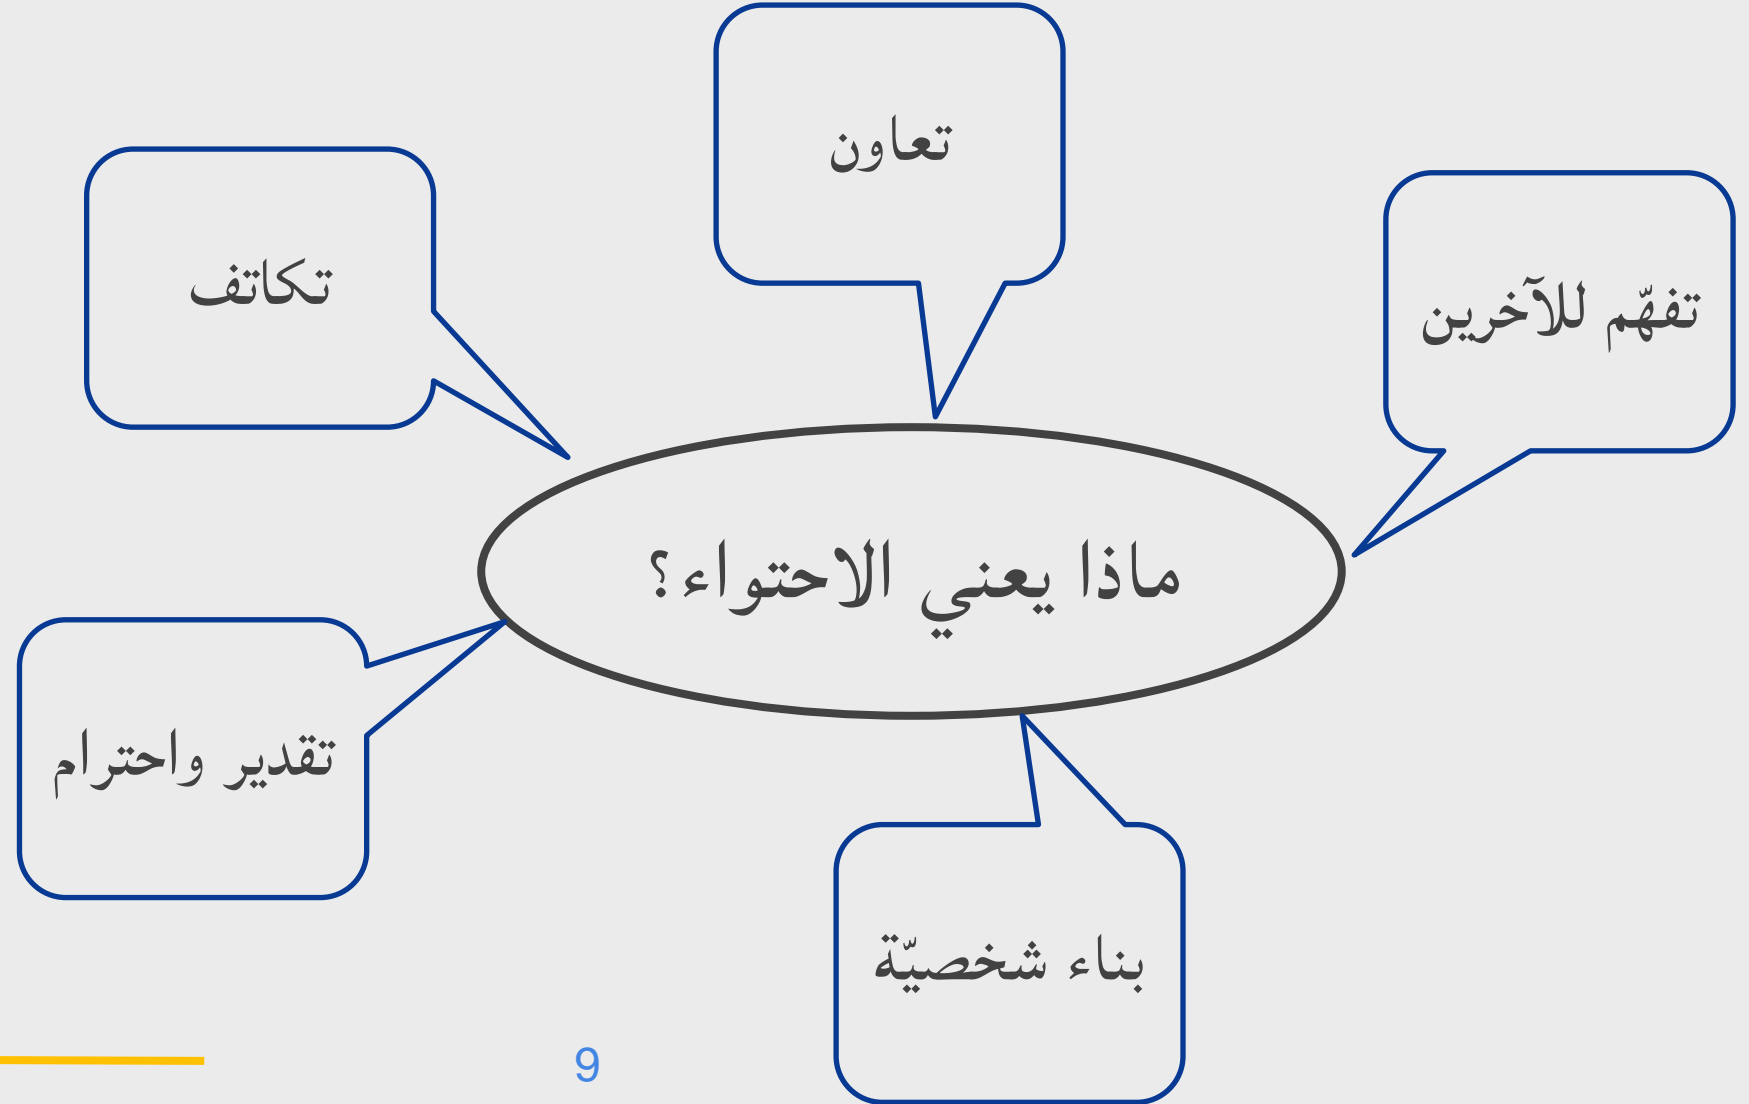 تعاون
تكاتف
تفهّم للآخرين
ماذا يعني الاحتواء؟
تقدير واحترام
بناء شخصيّة
9